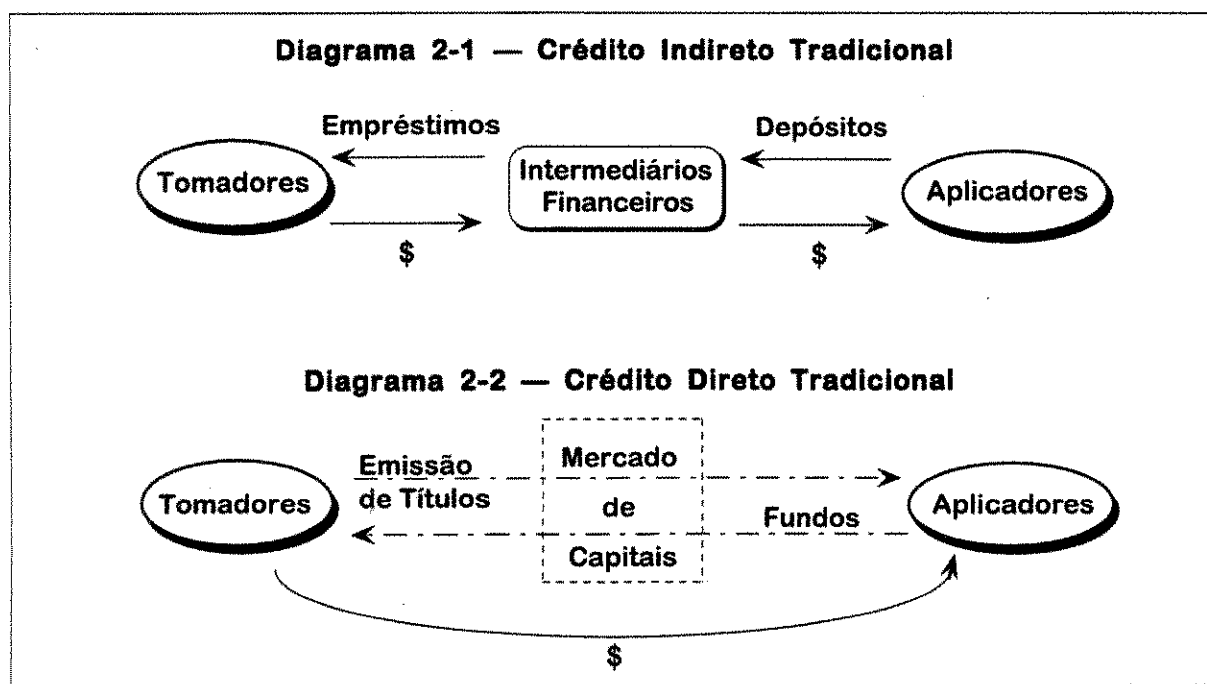 Diagrama 2-1 — Crédito Indireto Tradicional
Empréstimos
Depósitos
Tomadores
Intermediários
Financeiros
Aplicadores
$
$
Diagrama 2-2 — Crédito Direto Tradicional
Emissão
de Títulos
Mercado
de
Capitais
Tomadores
Fundos
Aplicadores
$